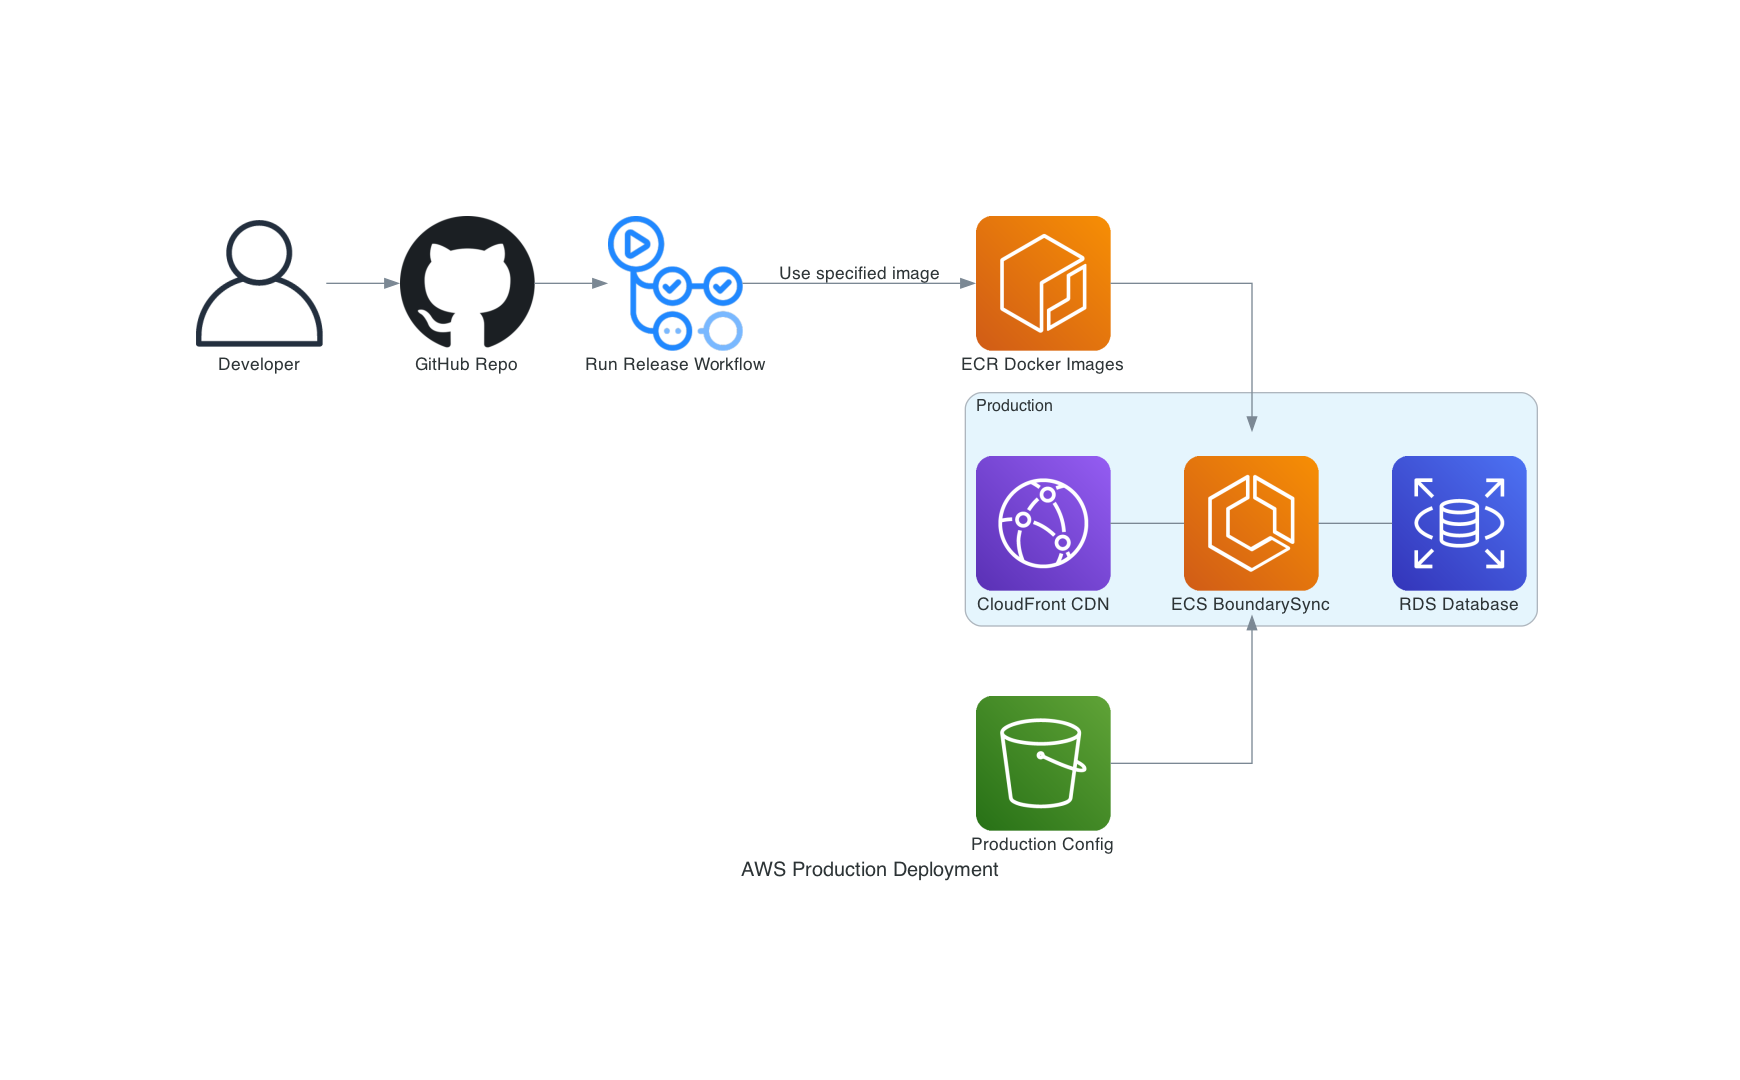 Use specified image
Developer
GitHub Repo
Run Release Workflow
ECR Docker Images
Production
CloudFront CDN
ECS BoundarySync
RDS Database
Production Config
AWS Production Deployment